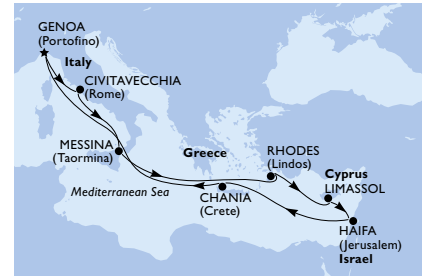 GENOA
(Portofino)
Italy
CIVITAVECCHIA
(Rome)
MESSINA
(Taormina)
Greece
RHODES
(Lindos)
Cyprus
LIMASSOL
Mediterranean Sea
CHANIA
(Crete)
HAIFA
(Jerusalem)
Israel